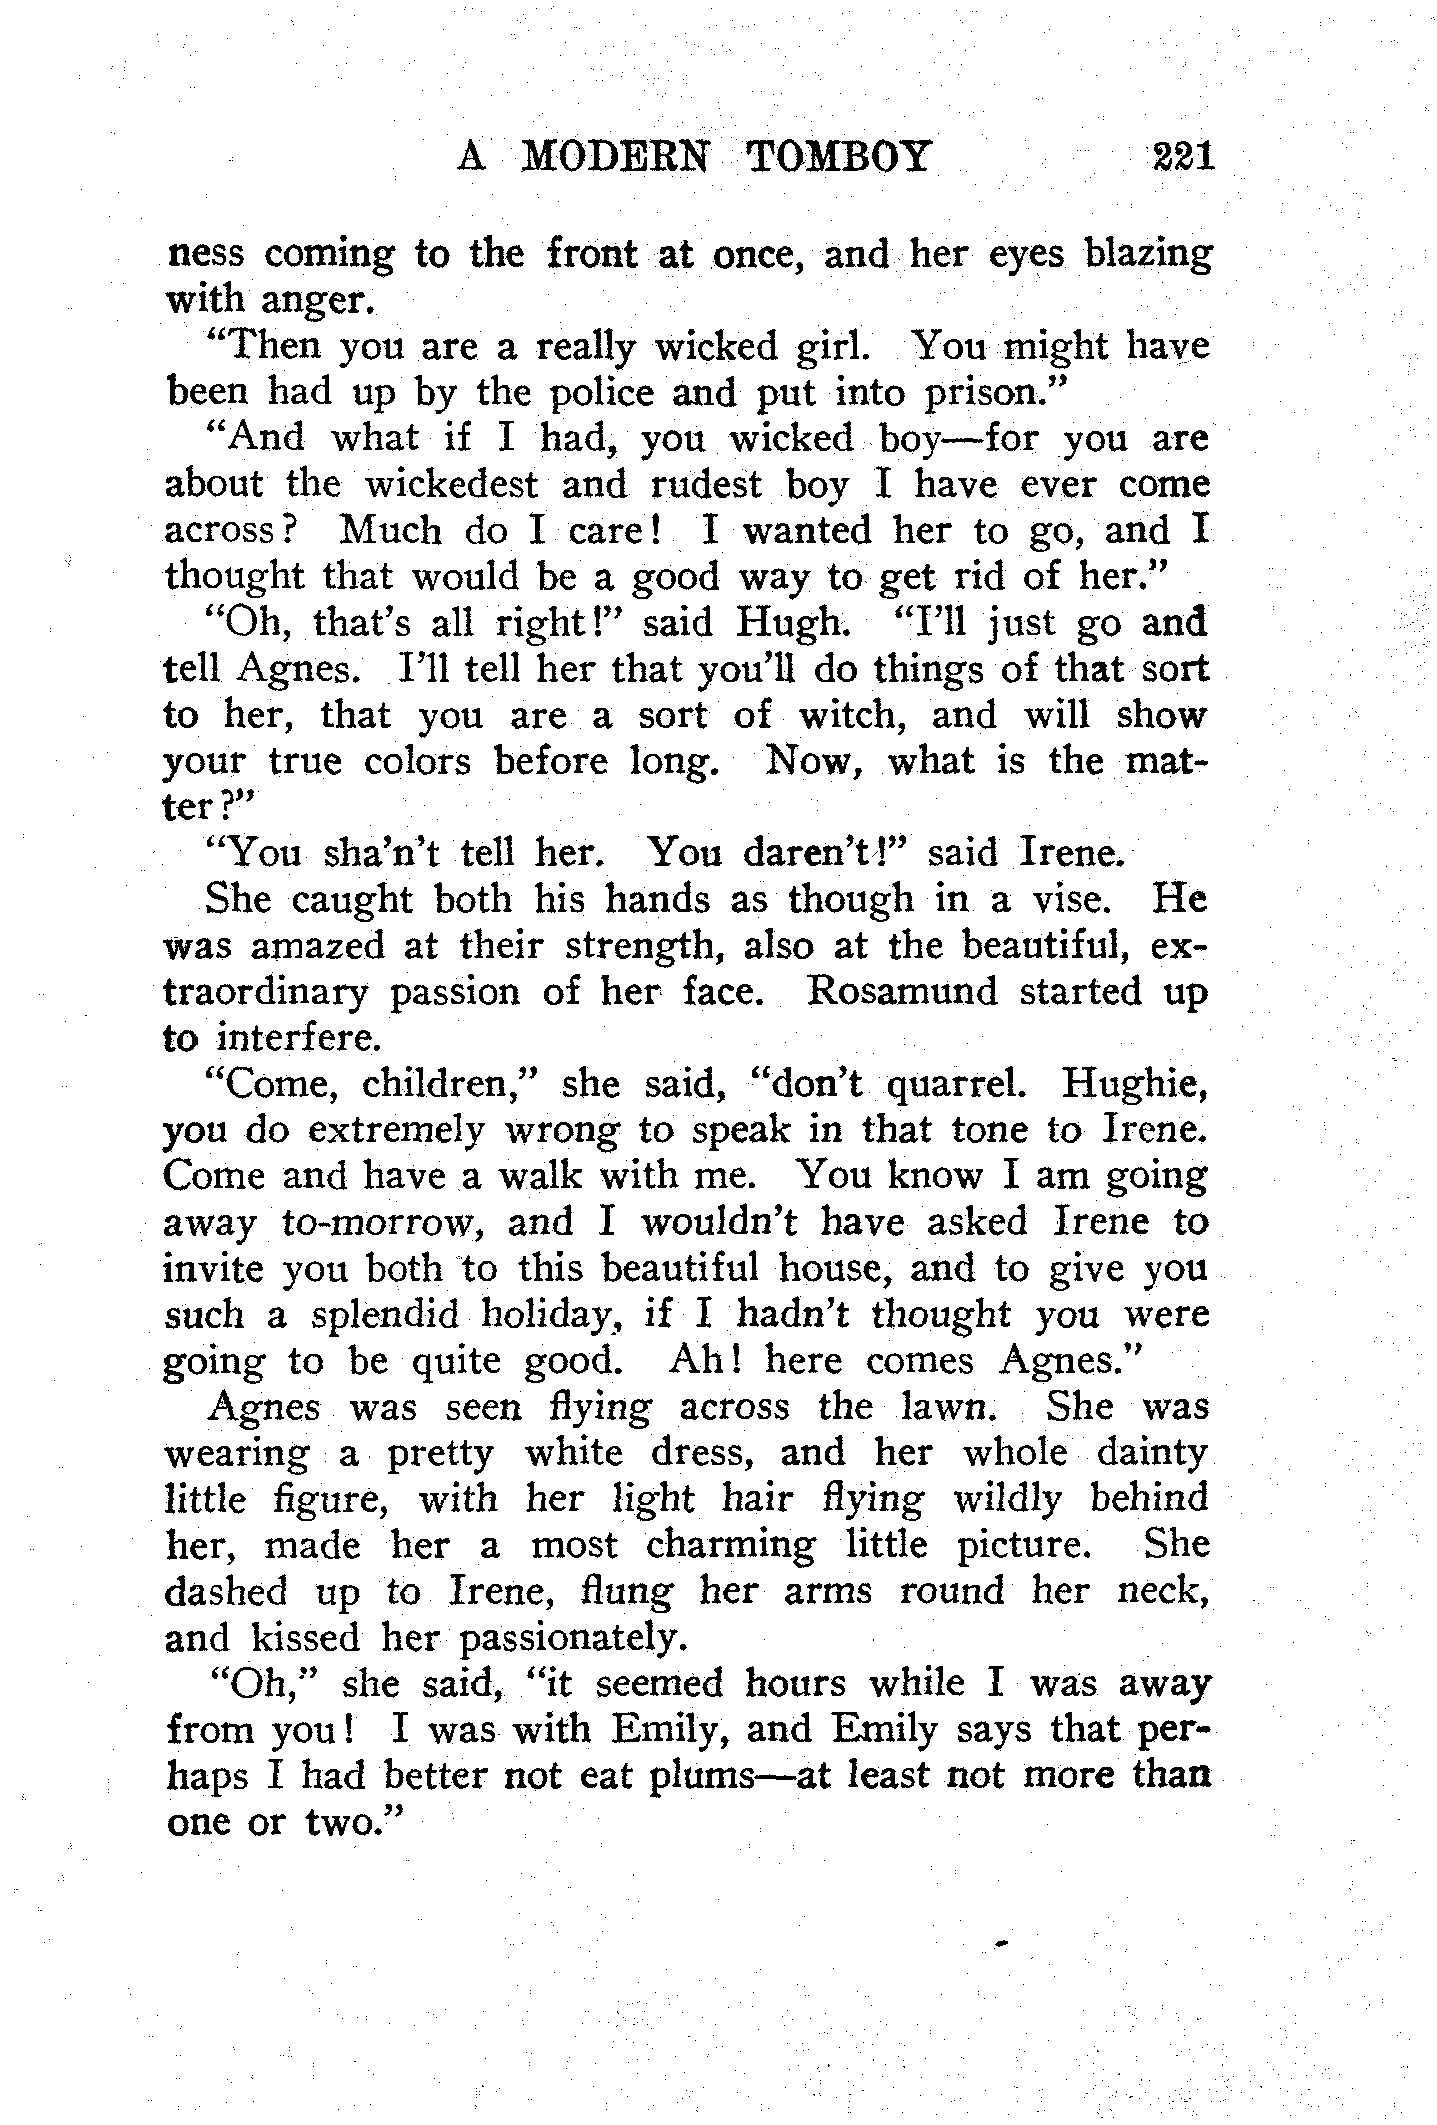 A MODERN TOMBOY 221
ness coming to the front at once, and her eyes blazing
with anger.
“Then you are a really wicked girl. You might have
been had up by the police and put into prison.”
“And what if I had, you wicked boy—for you are
about the wickedest and rudest boy I have ever come
across? Much do I care! I wanted her to go, and I
thought that would be a good way to get rid of her.”
“Oh, that’s all right!” said Hugh. “I’ll just go and
tell Agnes. I’ll tell her that you’ll do things of that sort
to her, that you are a sort of witch, and will show
your true colors before long. Now, what is the mat-
ter?”
“You sha’n’t tell her. You daren’t!” said Irene.
She caught both his hands as though in a vise. He
was amazed at their strength, also at the beautiful, ex-
traordinary passion of her face. Rosamund started up
to interfere.
“Come, children,” she said, “don’t quarrel. Hughie,
you do extremely wrong to speak in that tone to Irene.
Come and have a walk with me. You know I am going
away to-morrow, and I wouldn’t have asked Irene to
invite you both to this beautiful house, and to give you
such a splendid holiday, if I hadn’t thought you were
going to be quite good. Ah! here comes Agnes.”
Agnes was seen flying across the lawn. She was
wearing a pretty white dress, and her whole dainty
little figure, with her light hair flying wildly behind
her, made her a most charming little picture. She
dashed up to Irene, flung her arms round her neck,
and kissed her passionately.
“Oh,” she said, “it seemed hours while I was away
from you! I was with Emily, and Emily says that per-
haps I had better not eat plums—at least not more than
one or two.”